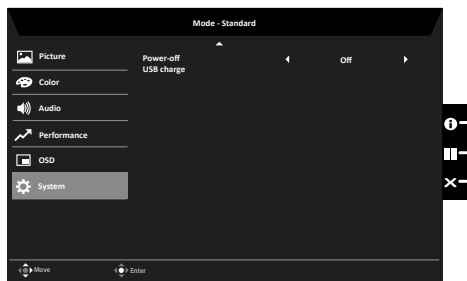 Mode - Standard
Picture
Color
Audio
Performance
OSD
System
Power-off
USB charge
Off
Move
Enter